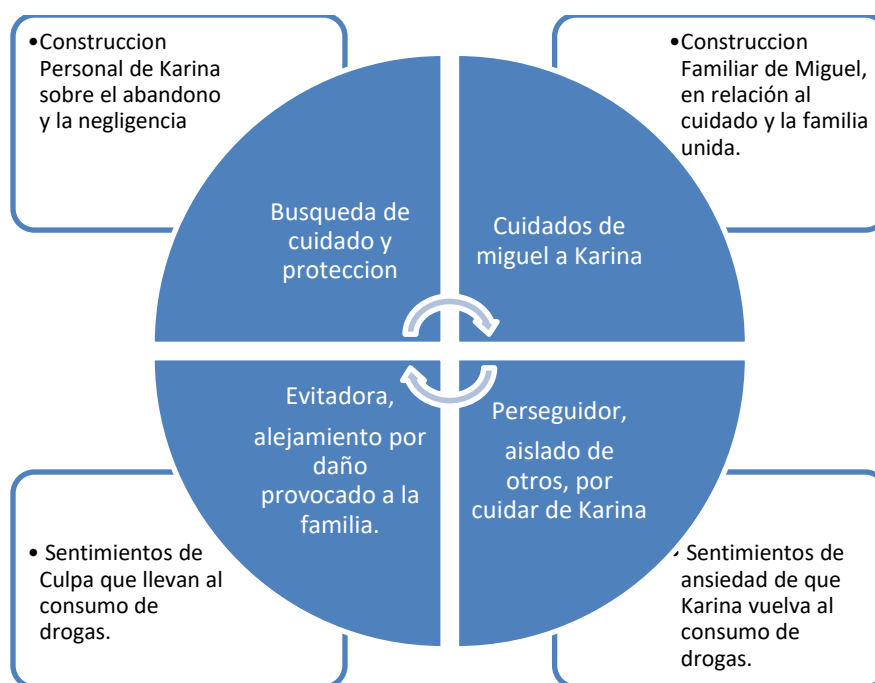 •Construccion
Personal de Karina
sobre el abandono
y la negligencia
•Construccion
Familiar de Miguel,
en relación al
cuidado y la familia
unida.
Busqueda de
cuidado y
proteccion
Cuidados de
miguel a Karina
Evitadora,
alejamiento por
daño
provocado a la
familia.
Perseguidor,
aislado de
otros, por
cuidar de Karina
• Sentimientos de
Culpa que llevan al
consumo de
drogas.
• Sentimientos de
ansiedad de que
Karina vuelva al
consumo de
drogas.